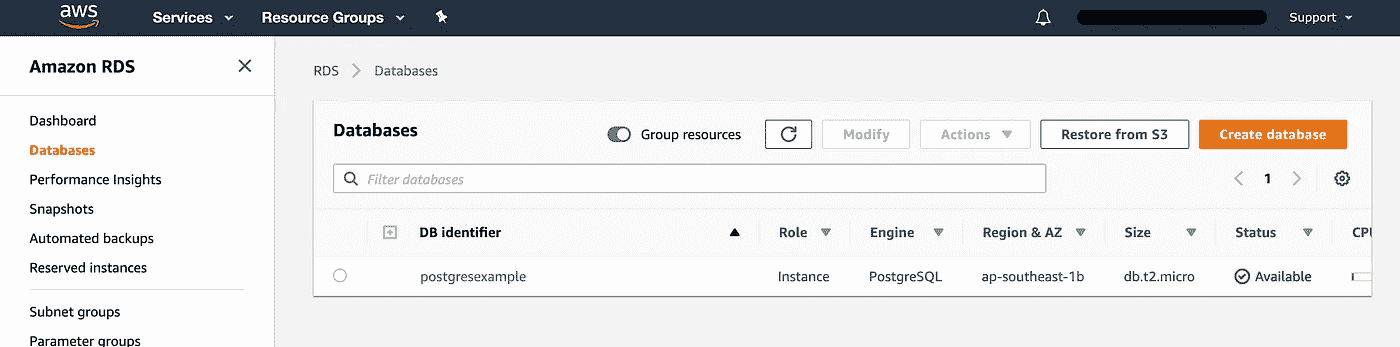 aws Services Resource Groups Support
Amazon RDS
RDS > Databases
Dashboard
Databases
Performance Insights
Snapshots
Automated backups
Reserved instances
Subnet groups
Parameter groups
Databases
Group resources Modify Actions Restore from S3 Create database
Filter databases 1
DB identifier Role Engine Region & AZ Size Status CPU
postgresexample Instance PostgreSQL ap-southeast-1b db.t2.micro Available